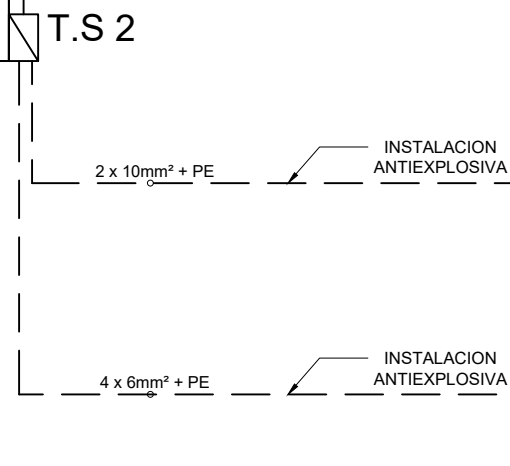 T.S 2
2 x 10mm² + PE
INSTALACION
ANTIEXPLOSIVA
4 x 6mm² + PE
INSTALACION
ANTIEXPLOSIVA